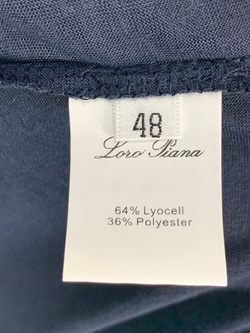 48
Loro Piana
64% Lyocell
36% Polyester